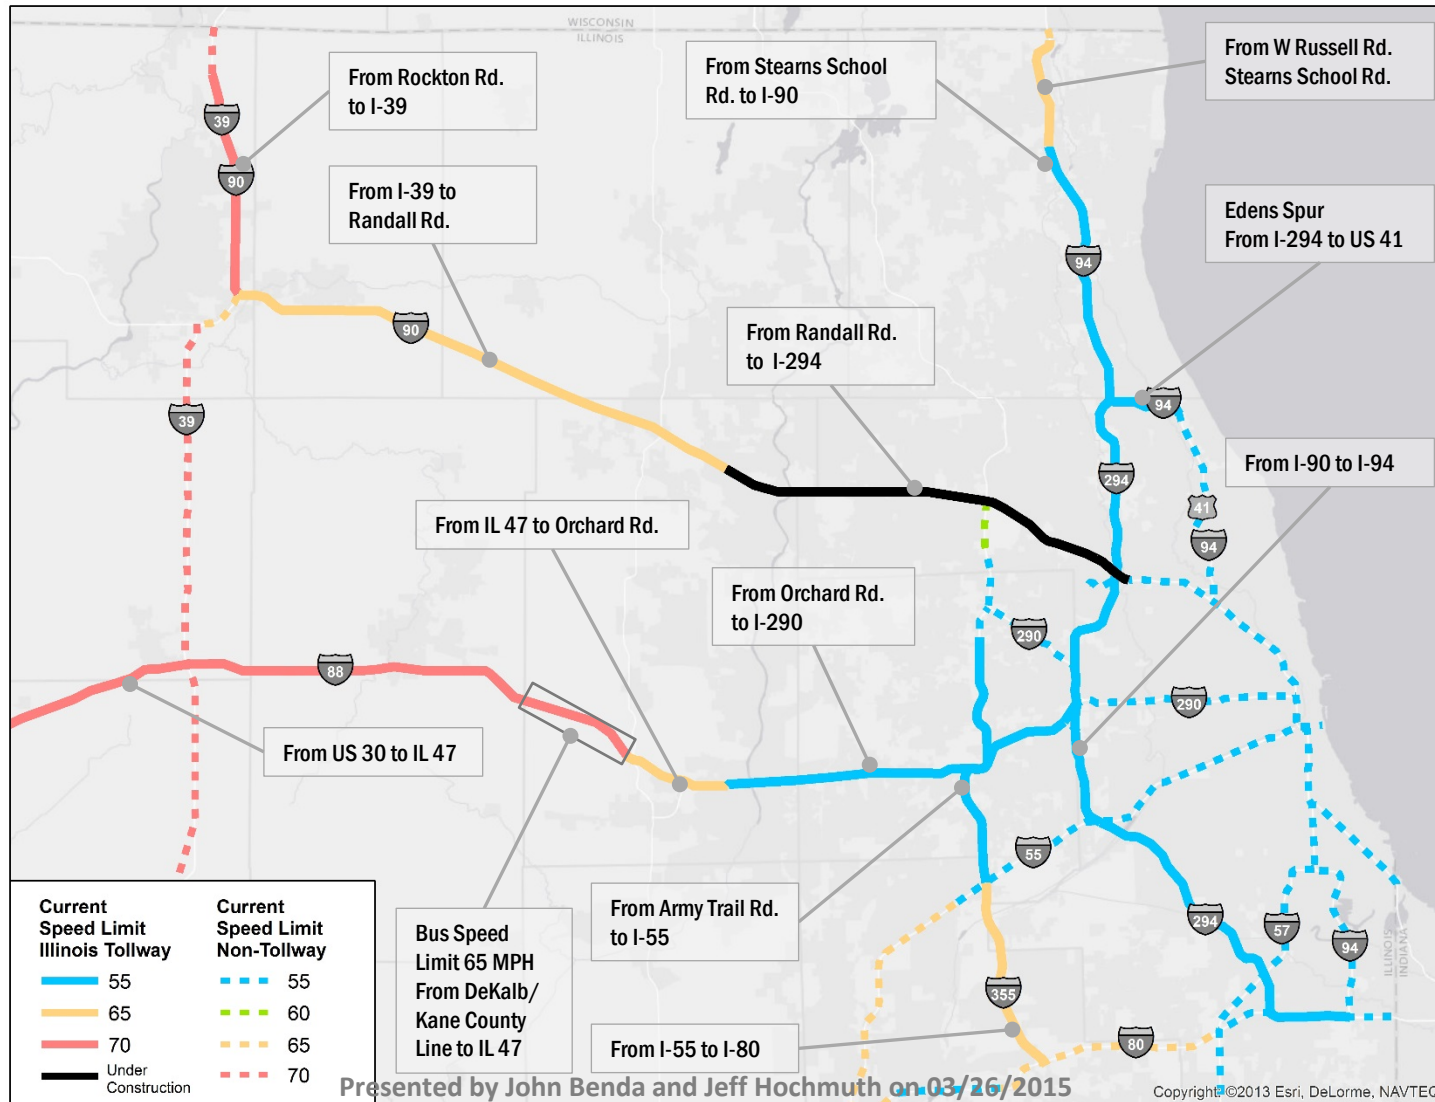 WISCONSIN
ILLINOIS
From Rockton Rd.
to I-39
From Stearns School
Rd. to I-90
From W Russell Rd.
Stearns School Rd.
39
90
From I-39 to
Randall Rd.
Edens Spur
From I-294 to US 41
94
90
From Randall Rd.
to I-294
94
39
From I-90 to I-94
294
41
94
From IL 47 to Orchard Rd.
From Orchard Rd.
to I-290
290
88
290
From US 30 to IL 47
55
From Army Trail Rd.
to I-55
294
57
94
ILLINOIS
INDIANA
Bus Speed
Limit 65 MPH
From DeKalb/
Kane County
Line to IL 47
355
From I-55 to I-80
80
Current
Speed Limit
Illinois Tollway
55
65
70
Under
Construction
Current
Speed Limit
Non-Tollway
55
60
65
70
Presented by John Benda and Jeff Hochmuth on 03/26/2015
Copyright: ©2013 Esri, DeLorme, NAVTEC